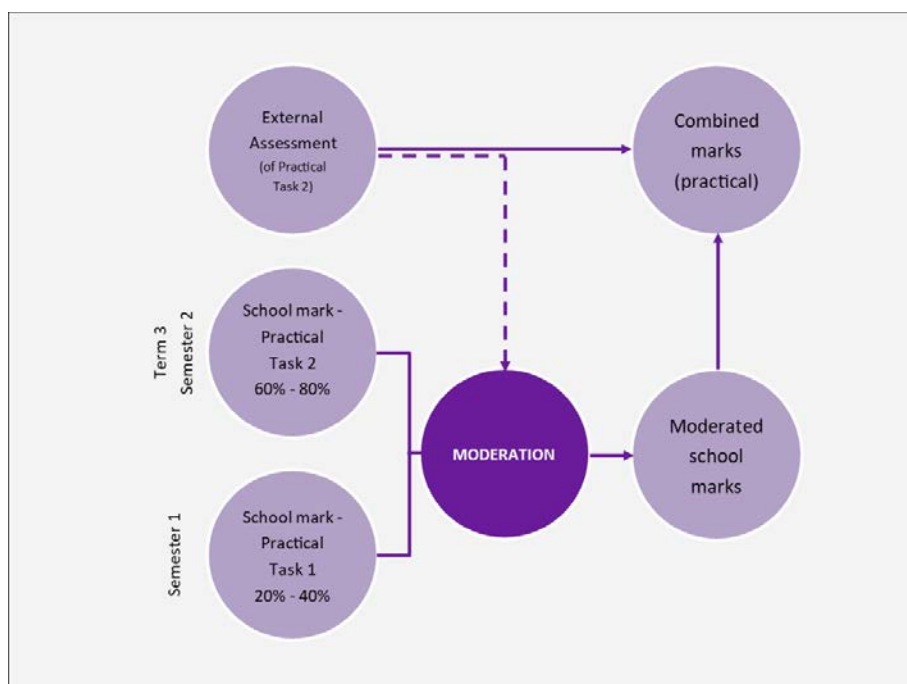 External
Assessment
(of Practical
Task 2)
Combined
marks
(practical)
Term 3
Semester 2
School mark -
Practical
Task 2
60% - 80%
MODERATION
Moderated
school
marks
Semester 1
School mark -
Practical
Task 1
20% - 40%